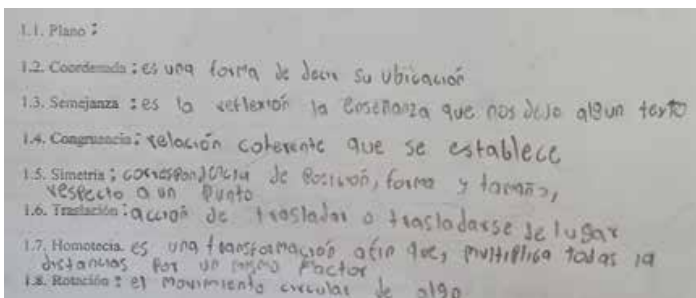 1.1. Plano :
1.2. Coordenada : es una forma de decir su ubicación
1.3. Semejanza : es la reflexión la enseñanza que nos dejo algun texto
1.4. Congruencia : relación coherente que se establece
1.5. Simetría : correspondencia de posición, forma y tamaño,
respecto a un punto
1.6. Traslación : acción de trasladar o trasladarse de lugar
1.7. Homotecia. es una transformación afin que, multiplica todas la
distancias por un mismo factor
1.8. Rotación : el movimiento circular de algo